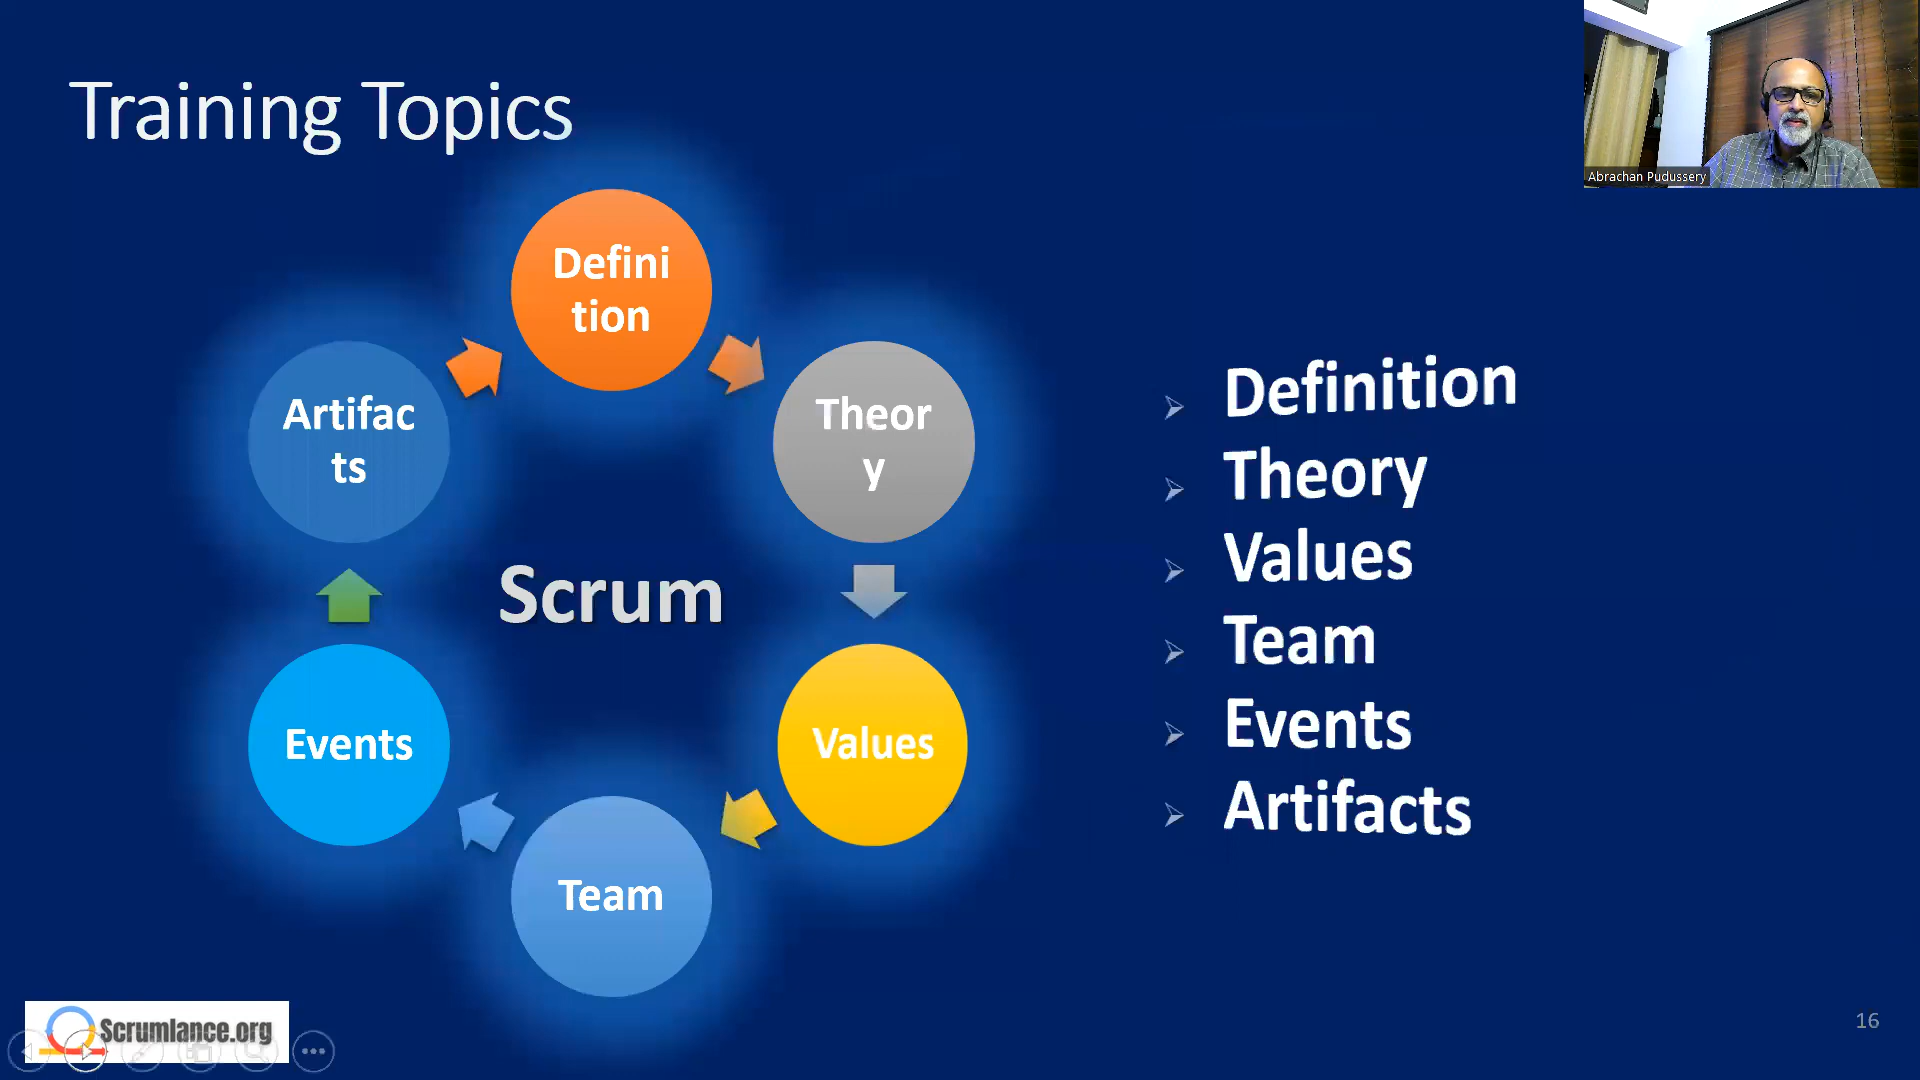 Training Topics
Abrachan Pudussery
Defini
tion
Artifac
ts
Theor
y
Scrum
Events
Values
Team
Definition
Theory
Values
Team
Events
Artifacts
Scrumlance.org
16